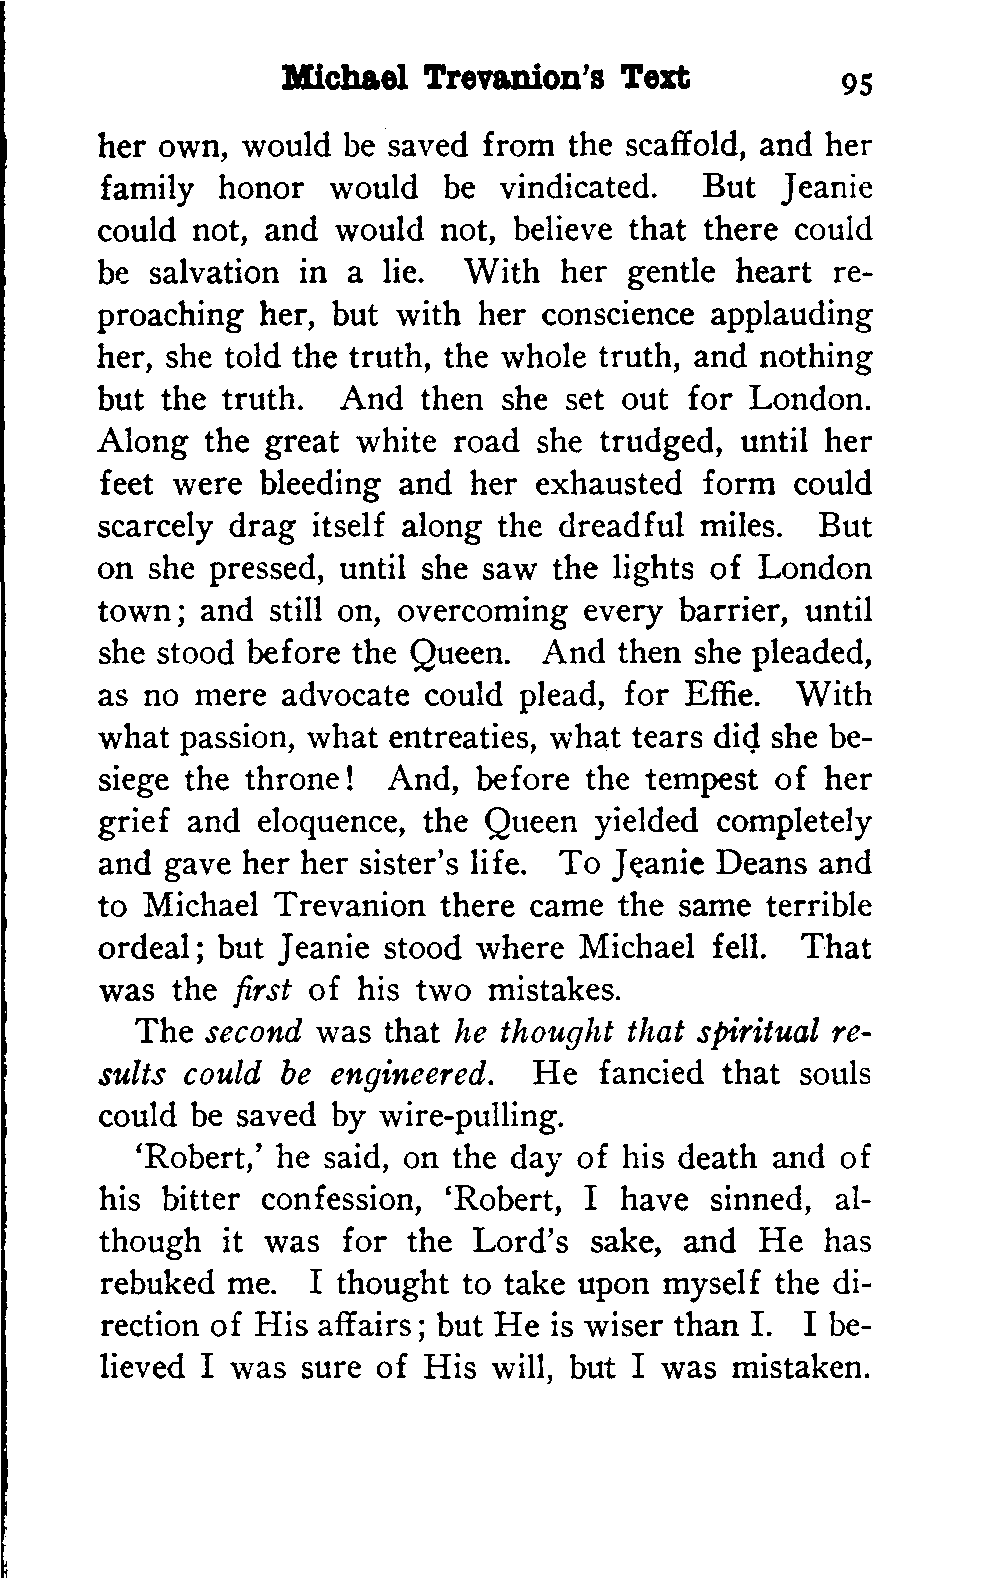 Michael Trevanion's Text 95
her own, would be saved from the scaffold, and her
family honor would be vindicated. But Jeanie
could not, and would not, believe that there could
be salvation in a lie. With her gentle heart re-
proaching her, but with her conscience applauding
her, she told the truth, the whole truth, and nothing
but the truth. And then she set out for London.
Along the great white road she trudged, until her
feet were bleeding and her exhausted form could
scarcely drag itself along the dreadful miles. But
on she pressed, until she saw the lights of London
town; and still on, overcoming every barrier, until
she stood before the Queen. And then she pleaded,
as no mere advocate could plead, for Effie. With
what passion, what entreaties, what tears did she be-
siege the throne! And, before the tempest of her
grief and eloquence, the Queen yielded completely
and gave her her sister's life. To Jeanie Deans and
to Michael Trevanion there came the same terrible
ordeal; but Jeanie stood where Michael fell. That
was the first of his two mistakes.
The second was that he thought that spiritual re-
sults could be engineered. He fancied that souls
could be saved by wire-pulling.
‘Robert,’ he said, on the day of his death and of
his bitter confession, ‘Robert, I have sinned, al-
though it was for the Lord's sake, and He has
rebuked me. I thought to take upon myself the di-
rection of His affairs; but He is wiser than I. I be-
lieved I was sure of His will, but I was mistaken.